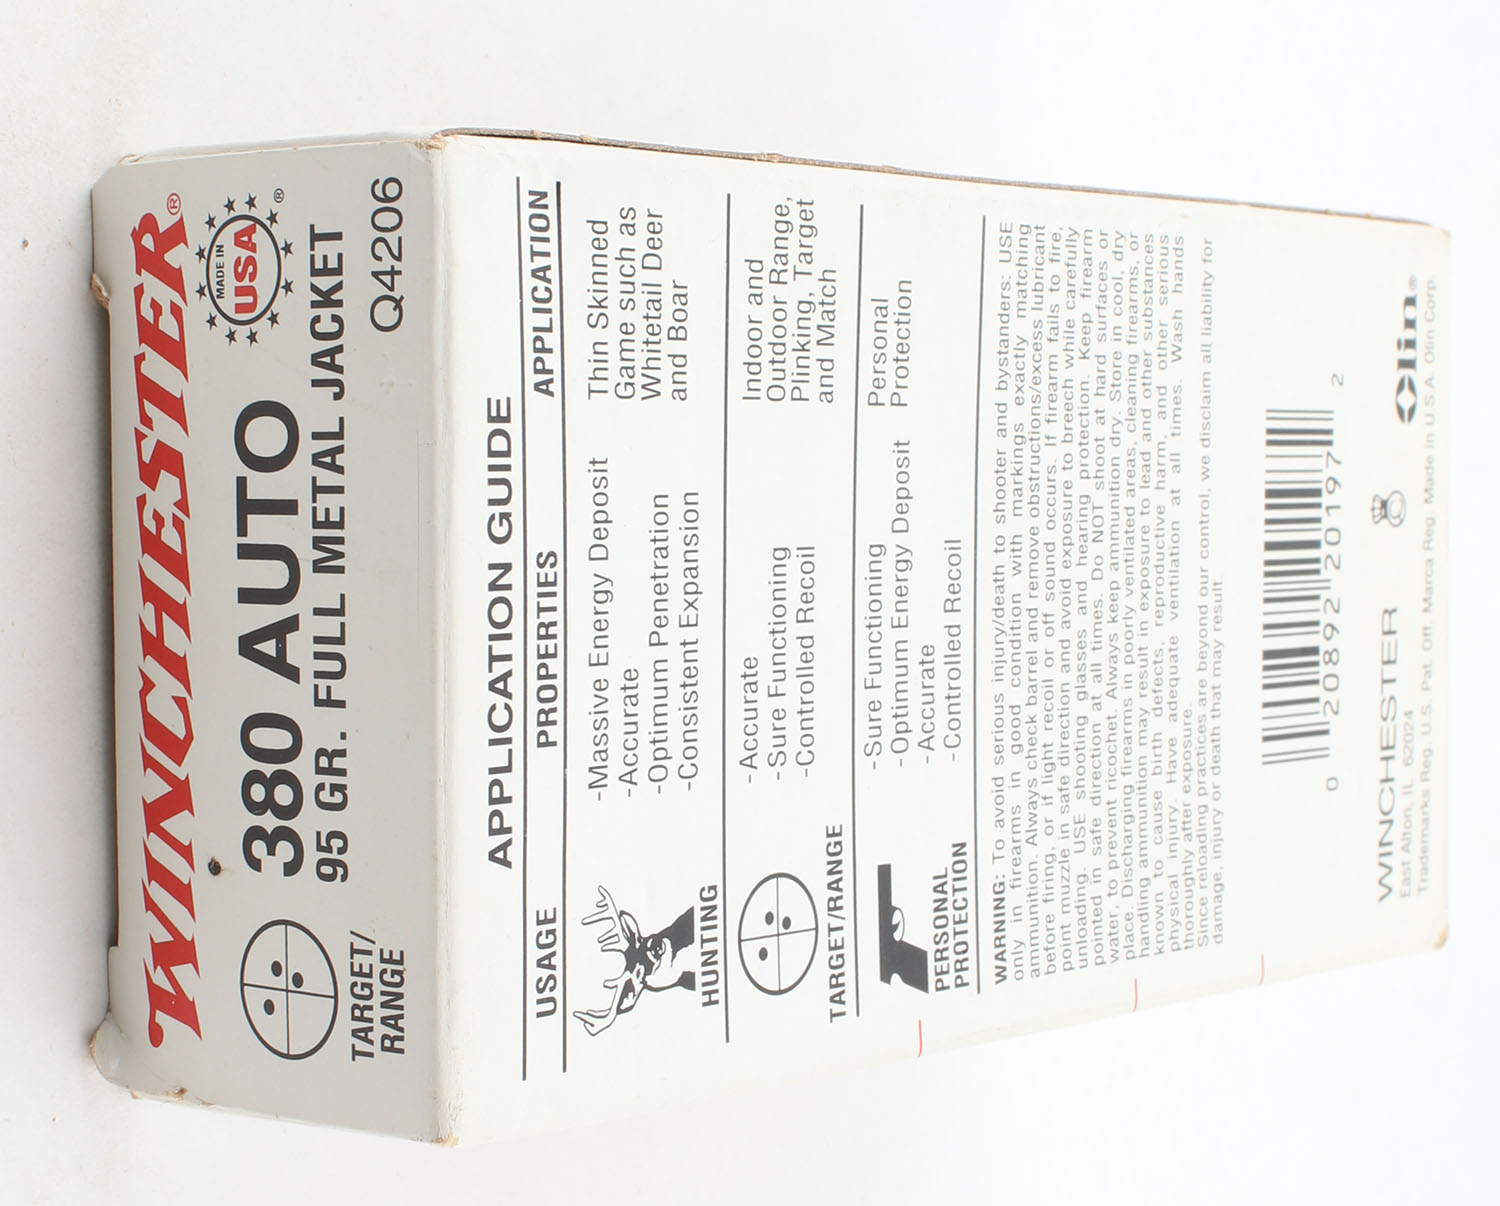 WINCHESTER®
MADE IN
USA
®
380 AUTO
95 GR. FULL METAL JACKET
TARGET/
RANGE
Q4206
APPLICATION GUIDE
USAGE PROPERTIES APPLICATION
HUNTING
-Massive Energy Deposit
-Accurate
-Optimum Penetration
-Consistent Expansion
Thin Skinned
Game such as
Whitetail Deer
and Boar
TARGET/RANGE
-Accurate
-Sure Functioning
-Controlled Recoil
Indoor and
Outdoor Range,
Plinking, Target
and Match
PERSONAL
PROTECTION
-Sure Functioning
-Optimum Energy Deposit
-Accurate
-Controlled Recoil
Personal
Protection
WARNING: To avoid serious injury/death to shooter and bystanders: USE
only in firearms in good condition with markings exactly matching
ammunition. Always check barrel and remove obstructions/excess lubricant
before firing, or if light recoil or off sound occurs. If firearm fails to fire,
point muzzle in safe direction and avoid exposure to breech while carefully
unloading. USE shooting glasses and hearing protection. Keep firearm
pointed in safe direction at all times. Do NOT shoot at hard surfaces or
water, to prevent ricochet. Always keep ammunition dry. Store in cool, dry
place. Discharging firearms in poorly ventilated areas, cleaning firearms, or
handling ammunition may result in exposure to lead and other substances
known to cause birth defects, reproductive harm, and other serious
physical injury. Have adequate ventilation at all times. Wash hands
thoroughly after exposure.
Since reloading practices are beyond our control, we disclaim all liability for
damage, injury or death that may result.
0 20892 20197 2
WINCHESTER
East Alton, IL 62024
Olin®
Trademarks Reg. U.S. Pat. Off. Marca Reg. Made in U.S.A. Olin Corp.